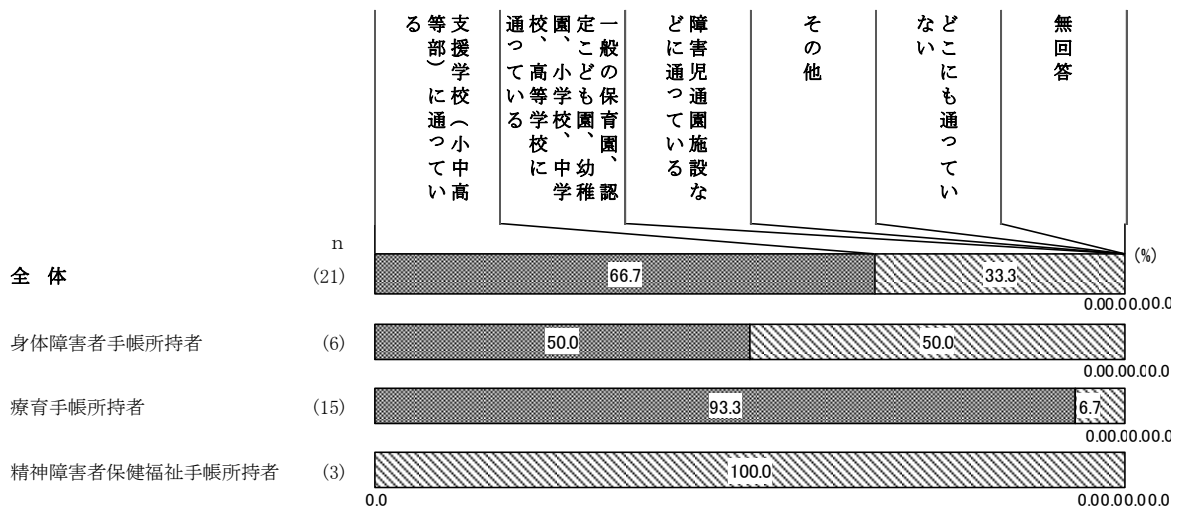 支援学校（小中高
等部）に通ってい
る
一般の保育園、認
定こども園、幼稚
園、小学校、中学
校、高等学校に
通っている
障害児通園施設な
どに通っている
その他
どこにも通ってい
ない
無回答
n
(%)
全 体 (21) 66.7 33.3
0.00.00.00.0
身体障害者手帳所持者 (6) 50.0 50.0
0.00.00.00.0
療育手帳所持者 (15) 93.3 6.7
0.00.00.00.0
精神障害者保健福祉手帳所持者 (3) 100.0
0.0 0.00.00.00.0